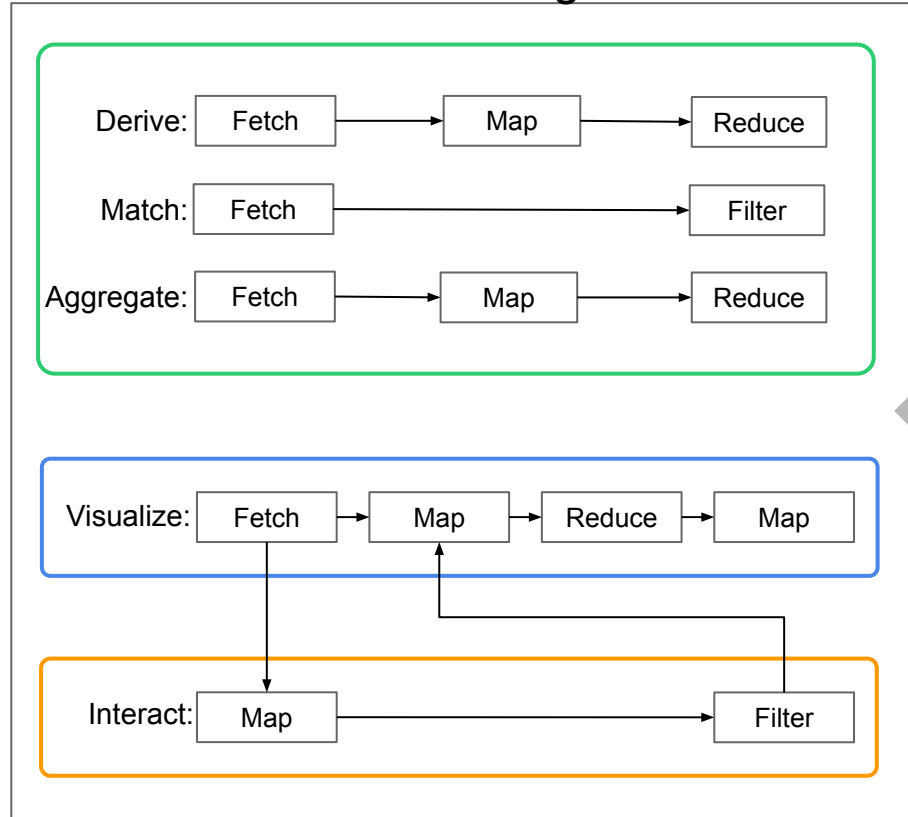 Derive: Fetch Map Reduce
Match: Fetch Filter
Aggregate: Fetch Map Reduce
Visualize: Fetch Map Reduce Map
Interact: Map Filter